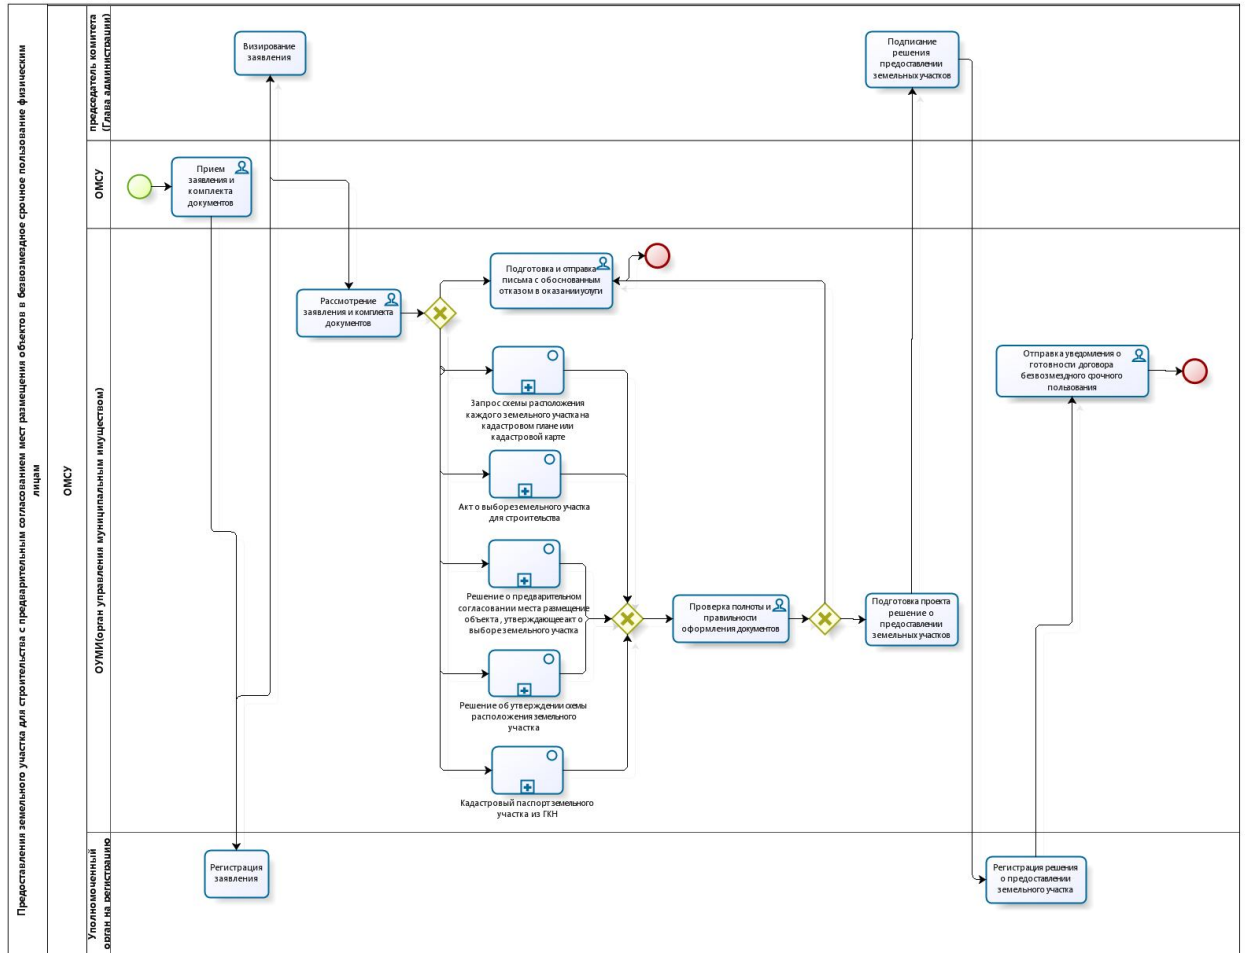 Предоставления земельного участка для строительства с предварительным согласованием мест размещения объектов в безвозмездное срочное пользование физическим
лицам
ОМСУ
председатель комитета
(Глава администрации)
Визирование
заявления
Подписание
решения
предоставлении
земельных участков
ОМСУ
Прием
заявления и
комплекта
документов
ОУМИ(орган управления муниципальным имуществом)
Рассмотрение
заявления и комплекта
документов
Подготовка и отправка
письма с обоснованным
отказом в оказании услуги
Запрос схемы расположения
каждого земельного участка на
кадастровом плане или
кадастровой карте
Акт о выборе земельного участка
для строительства
Решение о предварительном
согласовании места размещение
объекта, утверждающее акт о
выборе земельного участка
Решение об утверждении схемы
расположения земельного
участка
Кадастровый паспорт земельного
участка из ГКН
Проверка полноты и
правильности
оформления документов
Подготовка проекта
решение о
предоставлении
земельных участков
Отправка уведомления о
готовности договора
безвозмездного срочного
пользования
Уполномоченный
орган на регистрацию
Регистрация
заявления
Регистрация решения
о предоставлении
земельного участка